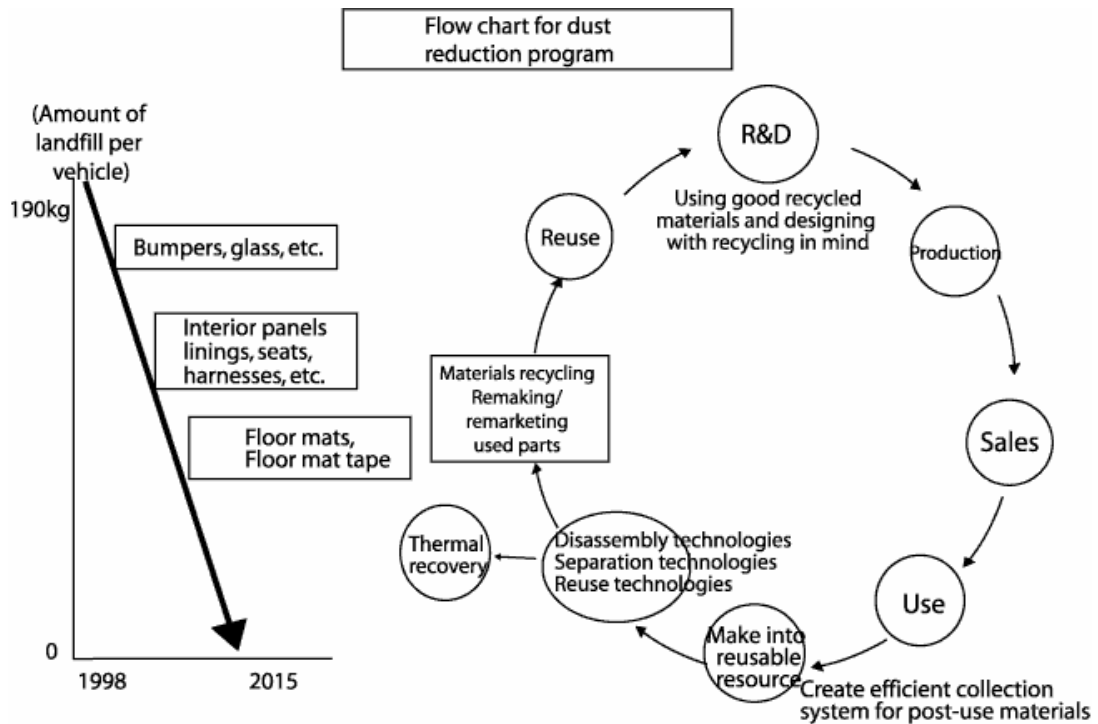 Flow chart for dust
reduction program
(Amount of
landfill per
vehicle)
190kg
Bumpers, glass, etc.
Interior panels
linings, seats,
harnesses, etc.
Floor mats,
Floor mat tape
0
1998
2015
R&D
Using good recycled
materials and designing
with recycling in mind
Production
Sales
Use
Create efficient collection
system for post-use materials
Make into
reusable
resource
Disassembly technologies
Separation technologies
Reuse technologies
Thermal
recovery
Materials recycling
Remaking/
remarketing
used parts
Reuse